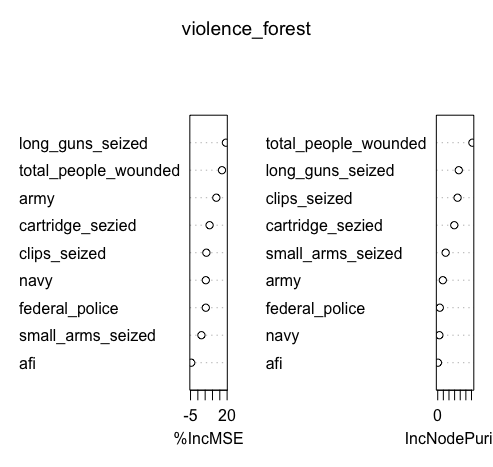 violence_forest
long_guns_seized
total_people_wounded
army
cartridge_sezied
clips_seized
navy
federal_police
small_arms_seized
afi
-5 20
%IncMSE
total_people_wounded
long_guns_seized
clips_seized
cartridge_sezied
small_arms_seized
army
federal_police
navy
afi
0
IncNodePuri